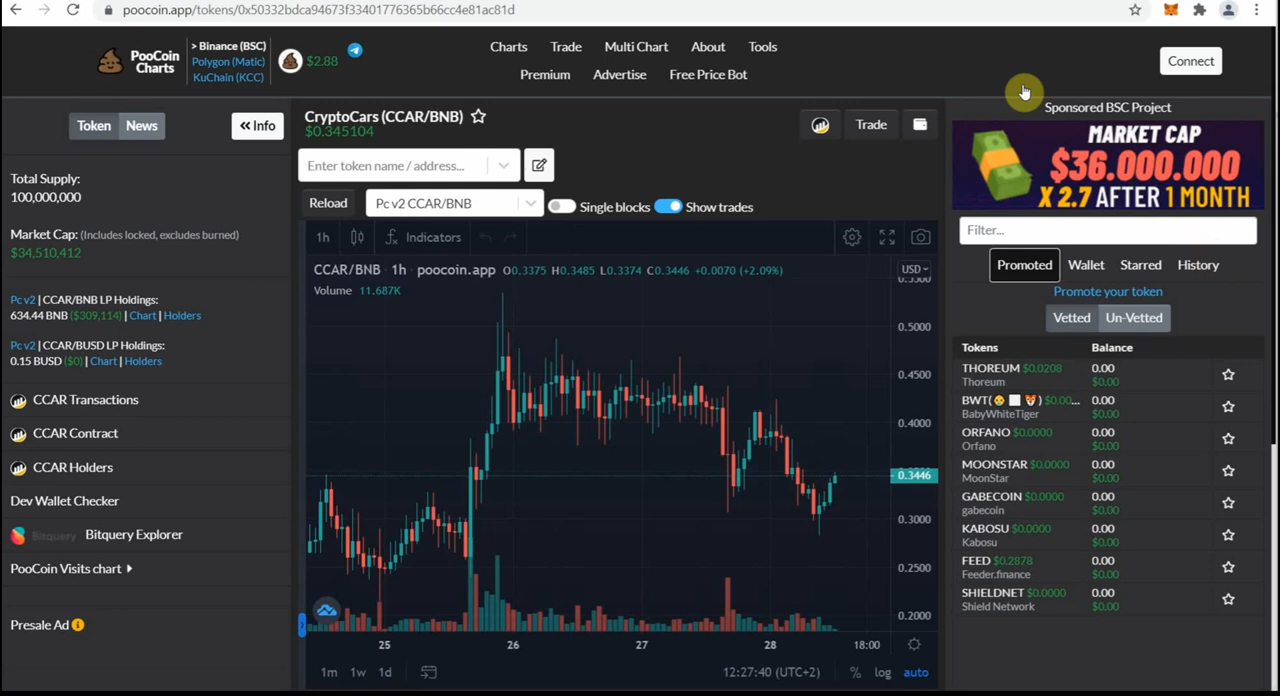 poocoin.app/tokens/0x50332bdca94673f33401776365b66cc4e81ac81d
PooCoin
Charts
> Binance (BSC)
Polygon (Matic)
KuChain (KCC)
$2.88
Charts Trade Multi Chart About Tools
Premium Advertise Free Price Bot
Connect
Token News
Info
Total Supply:
100,000,000
Market Cap: (Includes locked, excludes burned)
$34,510,412
Pc v2 | CCAR/BNB LP Holdings:
634.44 BNB ($309,114) | Chart | Holders
Pc v2 | CCAR/BUSD LP Holdings:
0.15 BUSD ($0) | Chart | Holders
CCAR Transactions
CCAR Contract
CCAR Holders
Dev Wallet Checker
Bitquery Bitquery Explorer
PooCoin Visits chart
Presale Ad
CryptoCars (CCAR/BNB)
$0.345104
Trade
Enter token name / address...
Reload
Pc v2 CCAR/BNB
Single blocks
Show trades
1h
Indicators
CCAR/BNB · 1h · poocoin.app O0.3375 H0.3485 L0.3374 C0.3446 +0.0070 (+2.09%)
Volume 11.687K
USD
0.5000
0.4500
0.4000
0.3446
0.3000
0.2500
0.2000
25 26 27 28 18:00
1m 1w 1d
12:27:40 (UTC+2)
% log auto
Sponsored BSC Project
MARKET CAP
$36.000.000
X 2.7 AFTER 1 MONTH
Filter...
Promoted Wallet Starred History
Promote your token
Vetted Un-Vetted
Tokens Balance
THOREUM $0.0208 0.00
Thoreum $0.00
BWT( ) $0.00... 0.00
BabyWhiteTiger $0.00
ORFANO $0.0000 0.00
Orfano $0.00
MOONSTAR $0.0000 0.00
MoonStar $0.00
GABECOIN $0.0000 0.00
gabecoin $0.00
KABOSU $0.0000 0.00
Kabosu $0.00
FEED $0.2878 0.00
Feeder.finance $0.00
SHIELDNET $0.0000 0.00
Shield Network $0.00